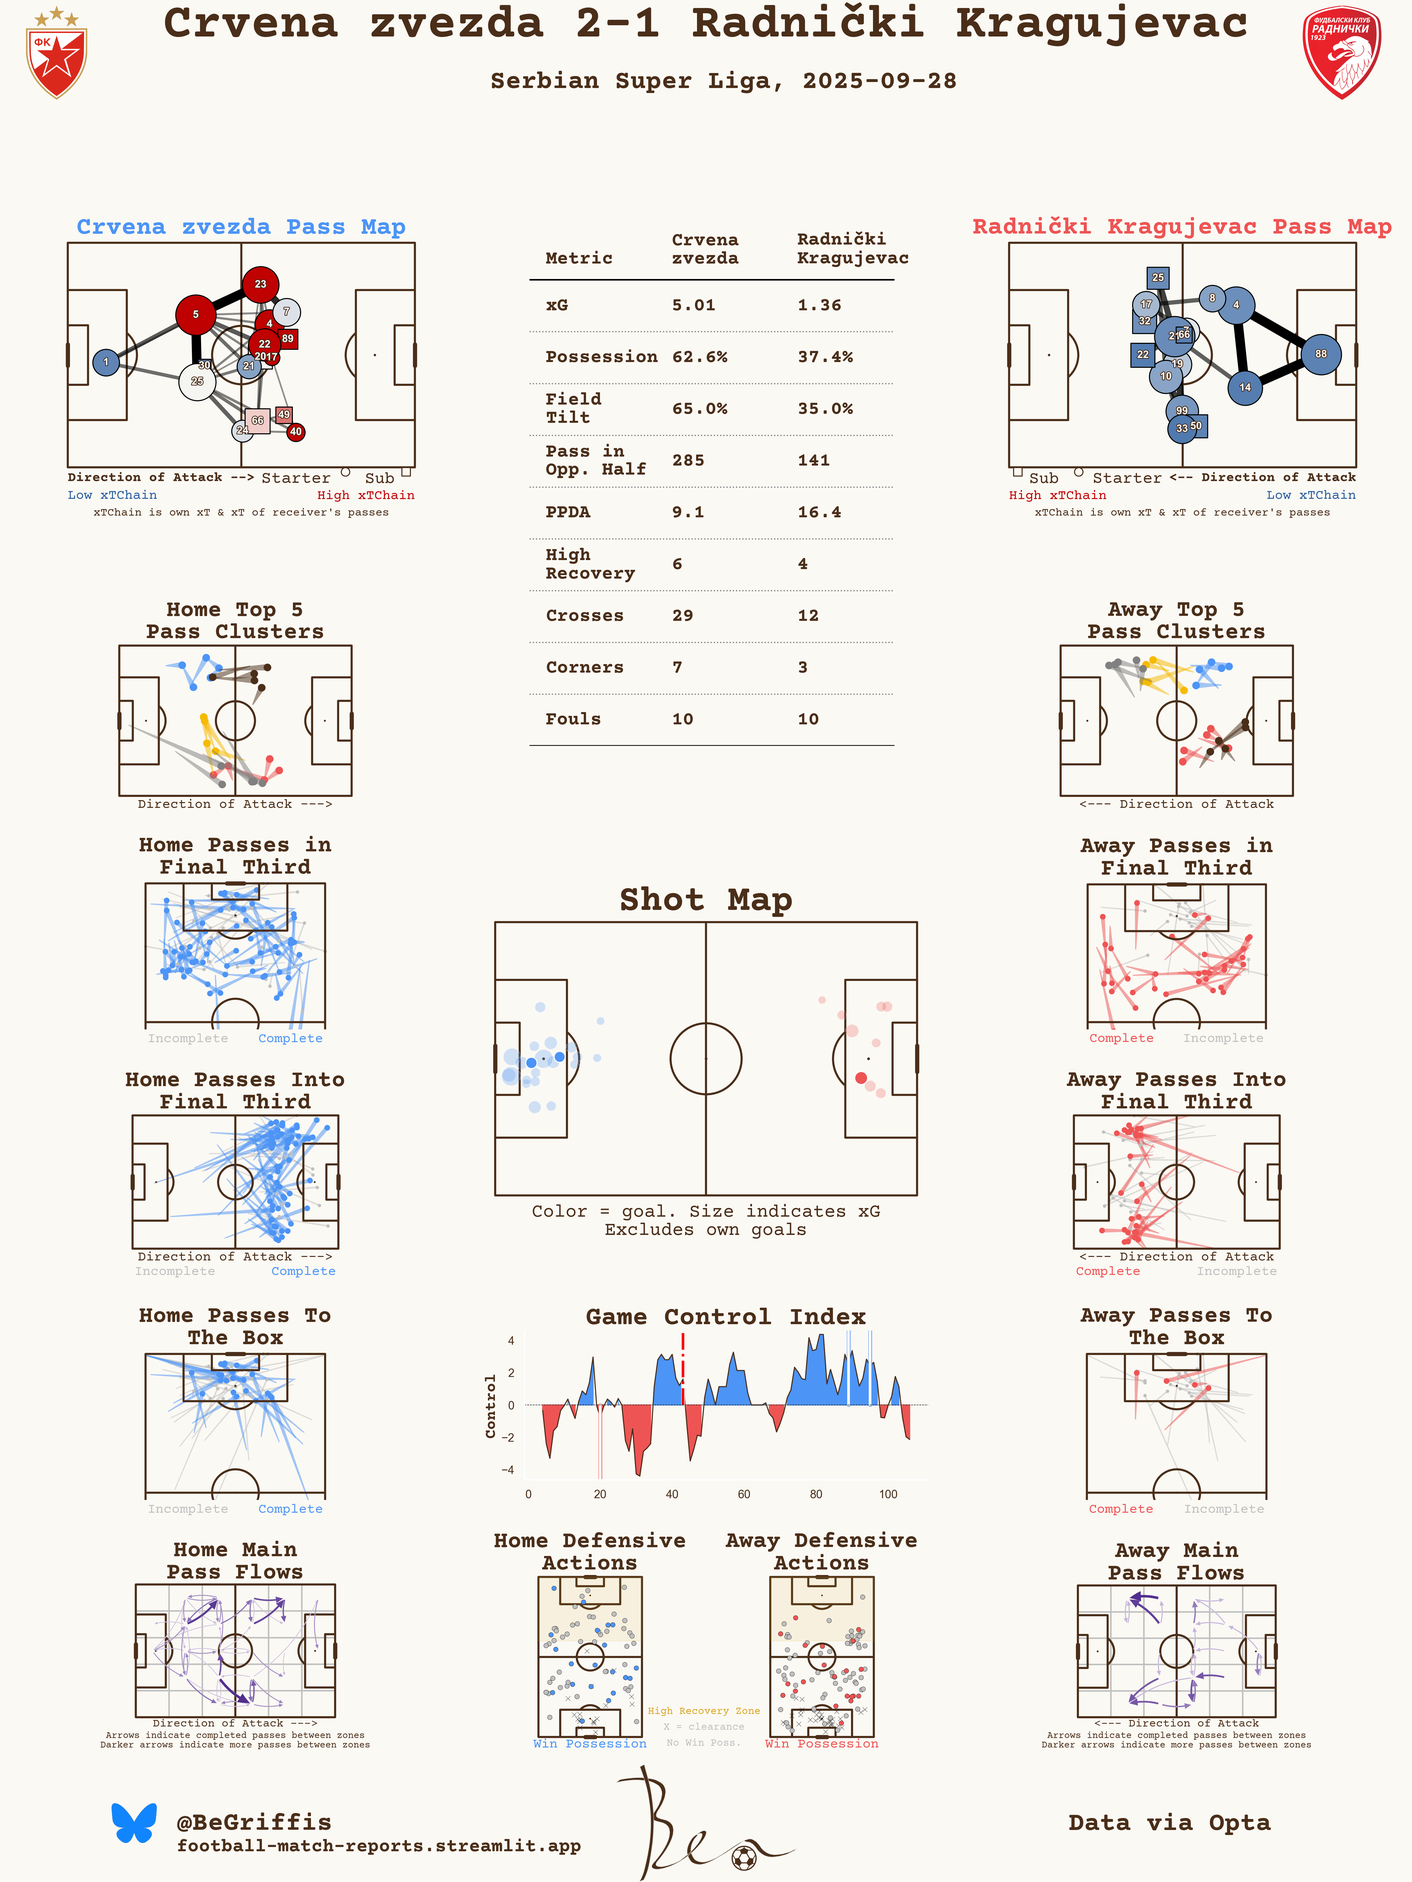 Crvena zvezda 2-1 Radnički Kragujevac
Serbian Super Liga, 2025-09-28
ФК
ФУДБАЛСКИ КЛУБ
РАДНИЧКИ
1923
Crvena zvezda Pass Map
23
7
5
4
89
22
20
17
1
30
21
25
49
66
24
40
Direction of Attack --> Starter Sub
Low xTChain High xTChain
xTChain is own xT & xT of receiver's passes
Metric Crvena zvezda Radnički Kragujevac
xG 5.01 1.36
Possession 62.6% 37.4%
Field Tilt 65.0% 35.0%
Pass in Opp. Half 285 141
PPDA 9.1 16.4
High Recovery 6 4
Crosses 29 12
Corners 7 3
Fouls 10 10
Radnički Kragujevac Pass Map
25
17
8
4
32
7
21
66
22
88
19
10
14
99
33
50
Sub Starter <-- Direction of Attack
High xTChain Low xTChain
xTChain is own xT & xT of receiver's passes
Home Top 5
Pass Clusters
Direction of Attack --->
Away Top 5
Pass Clusters
<--- Direction of Attack
Home Passes in
Final Third
Incomplete Complete
Away Passes in
Final Third
Complete Incomplete
Shot Map
Color = goal. Size indicates xG
Excludes own goals
Home Passes Into
Final Third
Direction of Attack --->
Incomplete Complete
Away Passes Into
Final Third
<--- Direction of Attack
Complete Incomplete
Home Passes To
The Box
Incomplete Complete
Game Control Index
Control
4
2
0
−2
−4
0 20 40 60 80 100
Away Passes To
The Box
Complete Incomplete
Home Main
Pass Flows
Direction of Attack --->
Arrows indicate completed passes between zones
Darker arrows indicate more passes between zones
Home Defensive
Actions
Win Possession
High Recovery Zone
X = clearance
No Win Poss.
Away Defensive
Actions
Win Possession
Away Main
Pass Flows
<--- Direction of Attack
Arrows indicate completed passes between zones
Darker arrows indicate more passes between zones
@BeGriffis
football-match-reports.streamlit.app
Ben
Data via Opta